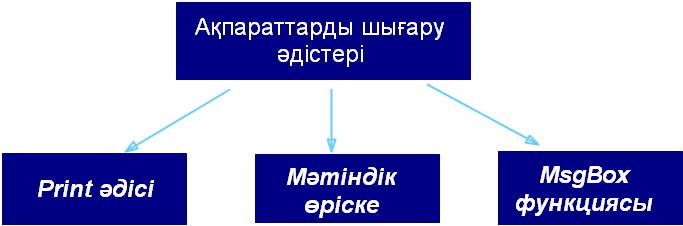 Ақпараттарды шығару
әдістері
Print әдісі
Мәтіндік
өріске
MsgBox
функциясы